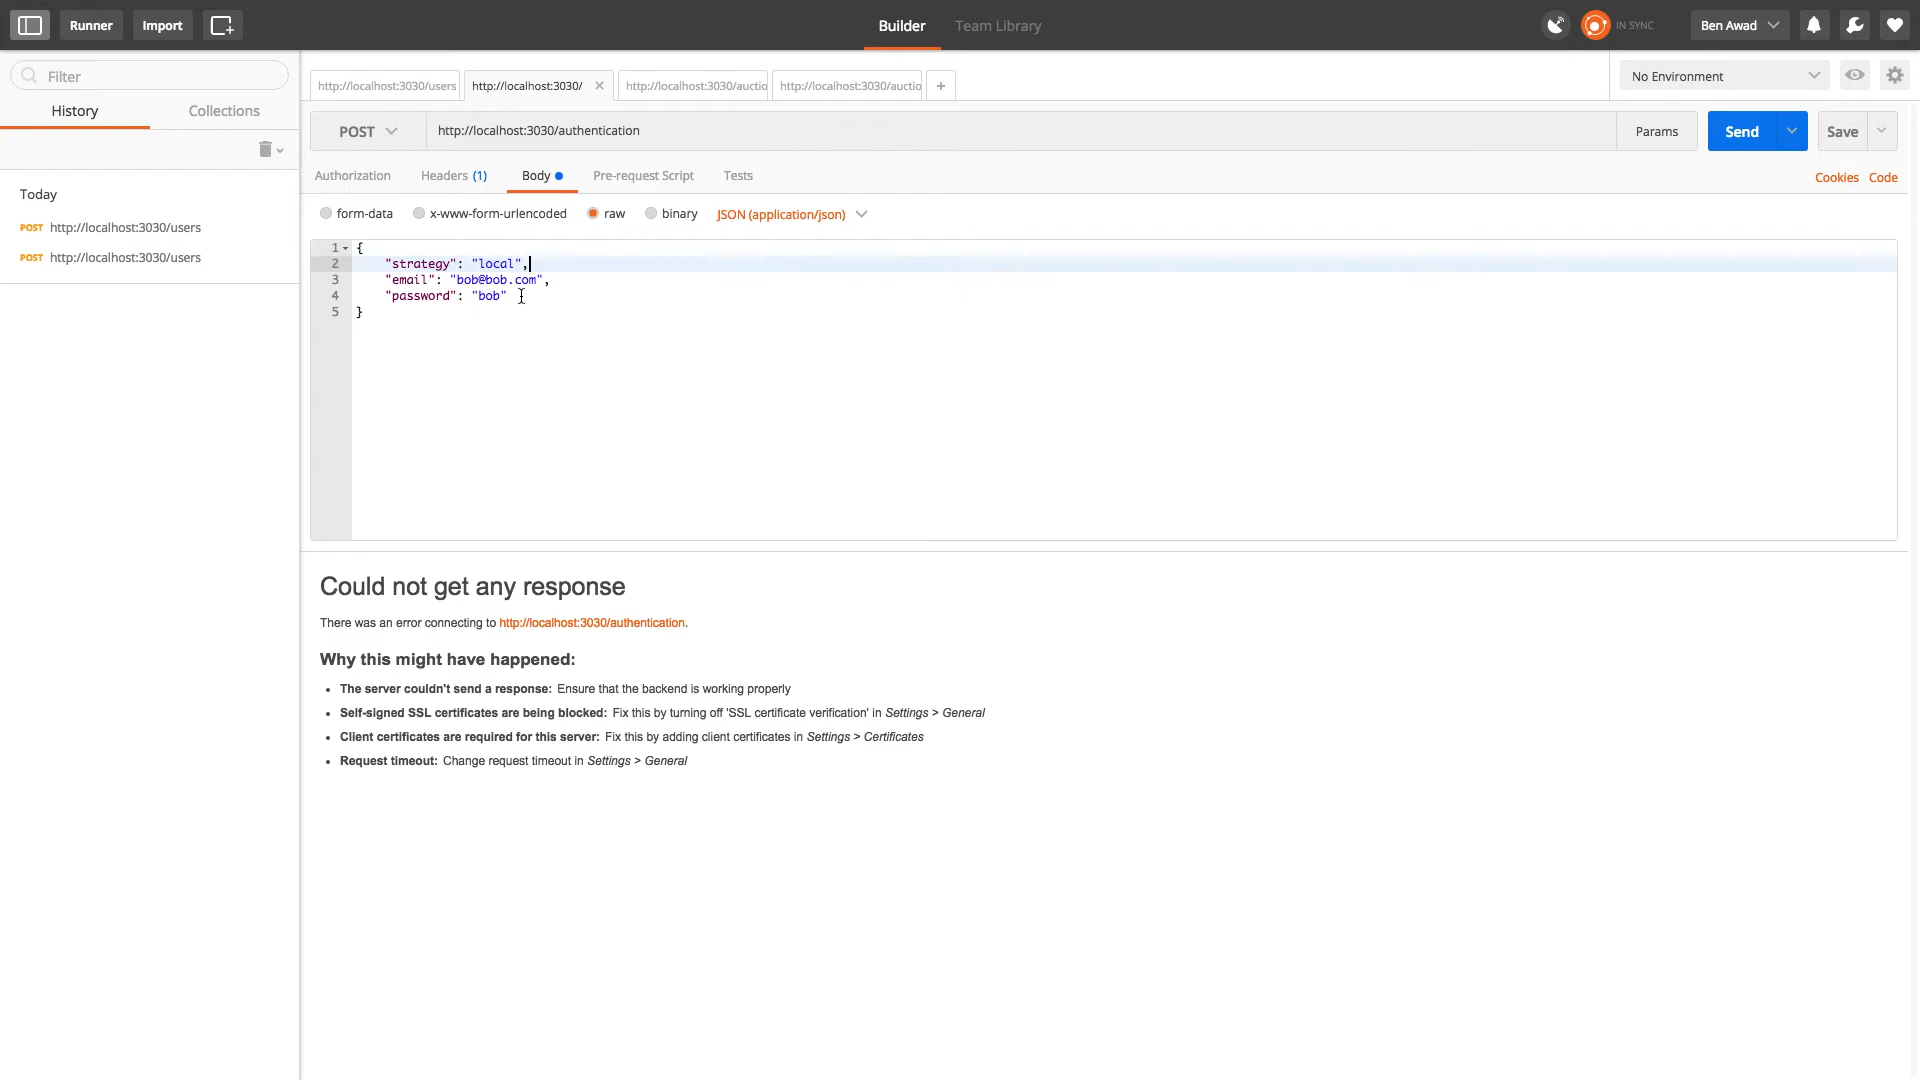 Runner
Import
Builder
Team Library
IN SYNC
Ben Awad
Filter
History
Collections
Today
POST http://localhost:3030/users
POST http://localhost:3030/users
http://localhost:3030/users
http://localhost:3030/
http://localhost:3030/auctio
http://localhost:3030/auctio
No Environment
POST
http://localhost:3030/authentication
Params
Send
Save
Authorization
Headers (1)
Body
Pre-request Script
Tests
Cookies
Code
form-data
x-www-form-urlencoded
raw
binary
JSON (application/json)
1 {
2 "strategy": "local",
3 "email": "bob@bob.com",
4 "password": "bob"
5 }
Could not get any response
There was an error connecting to http://localhost:3030/authentication.
Why this might have happened:
• The server couldn't send a response: Ensure that the backend is working properly
• Self-signed SSL certificates are being blocked: Fix this by turning off 'SSL certificate verification' in Settings > General
• Client certificates are required for this server: Fix this by adding client certificates in Settings > Certificates
• Request timeout: Change request timeout in Settings > General